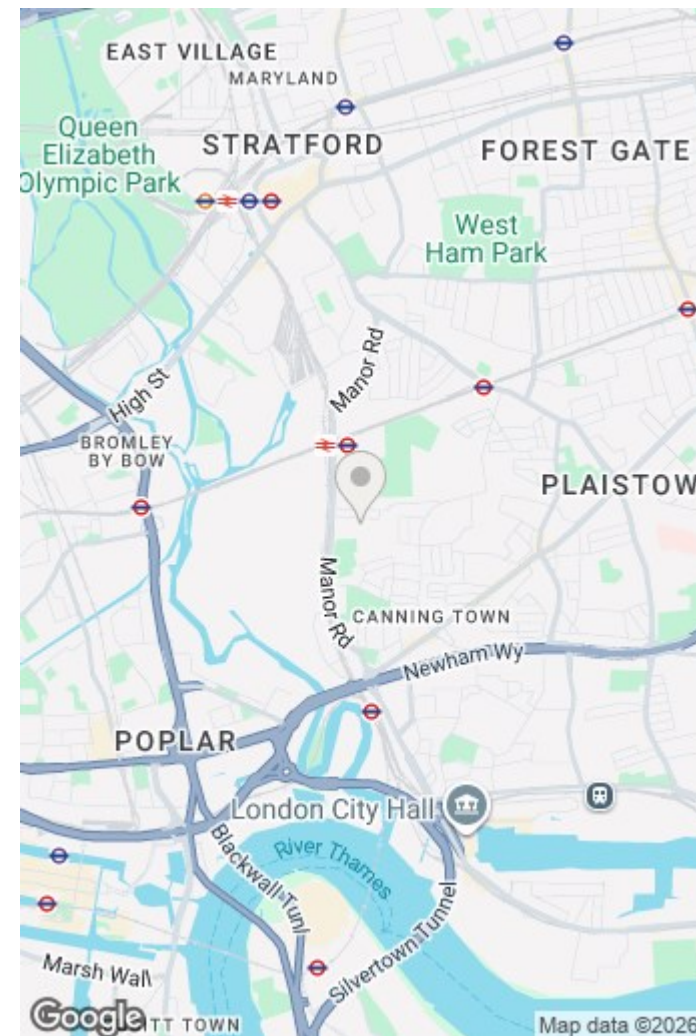 EAST VILLAGE
MARYLAND
Queen
Elizabeth
Olympic Park
STRATFORD
FOREST GATE
West
Ham Park
Manor Rd
High St
BROMLEY
BY BOW
PLAISTOW
Manor Rd
CANNING TOWN
Newham Wy
POPLAR
London City Hall
River Thames
Blackwall Tunl
Silvertown Tunnel
Marsh Wall
Google
TT TOWN
Map data ©2026